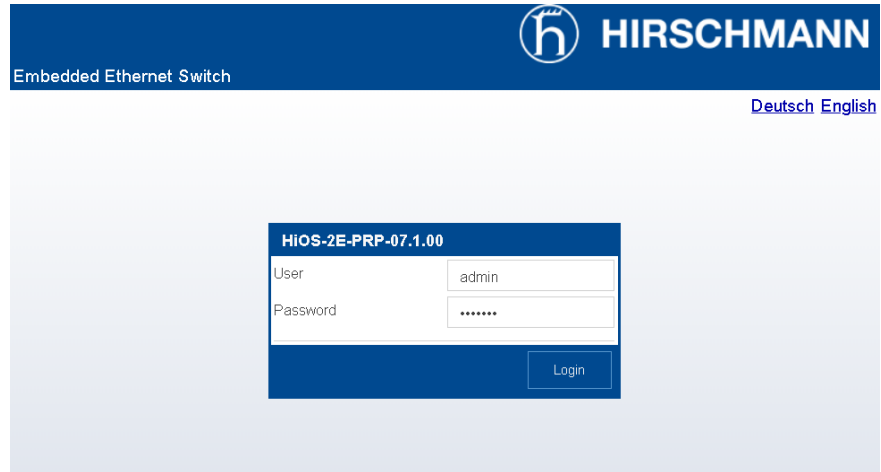 HIRSCHMANN
Embedded Ethernet Switch
Deutsch English
HiOS-2E-PRP-07.1.00
User admin
Password •••••••
Login